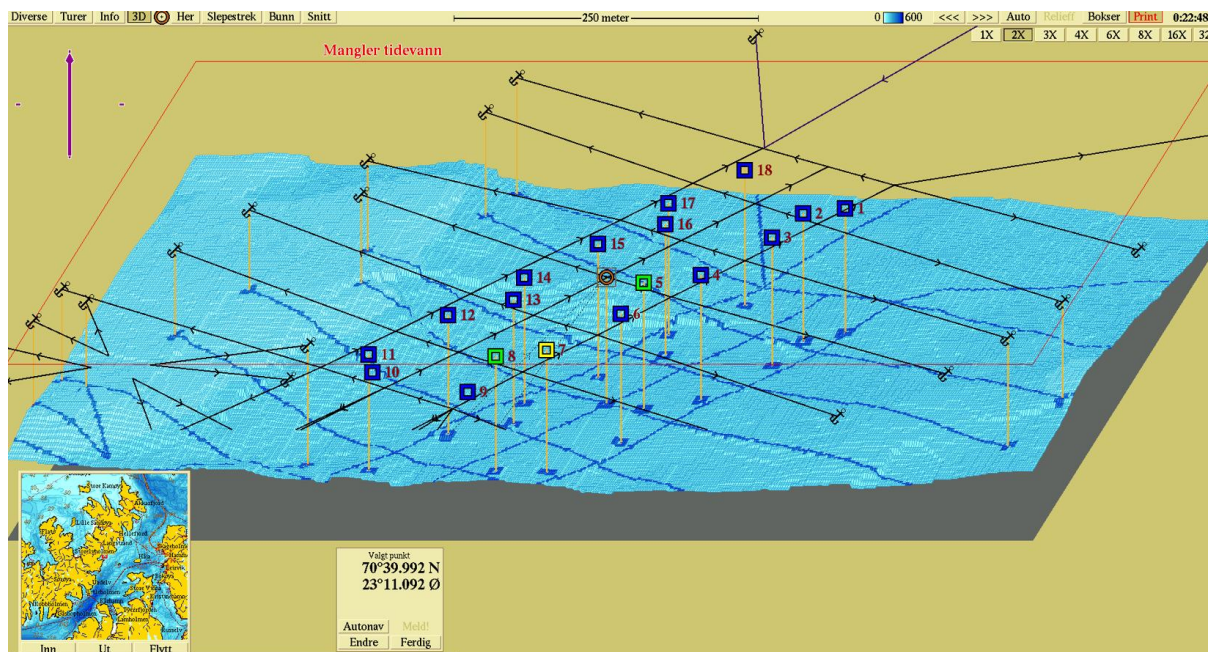 Diverse Turer Info 3D Her Slepestrek Bunn Snitt 250 meter 0 600 <<< >>> Auto Relieff Bokser Print 0:22:48
1X 2X 3X 4X 6X 8X 16X 32
Mangler tidevann
18
17
2 1
16
3
15
4
14 5
13
6
12
7
11 8
10
9
Valgt punkt
70°39.992 N
23°11.092 Ø
Autonav Meld!
Endre Ferdig
Inn Ut Flytt